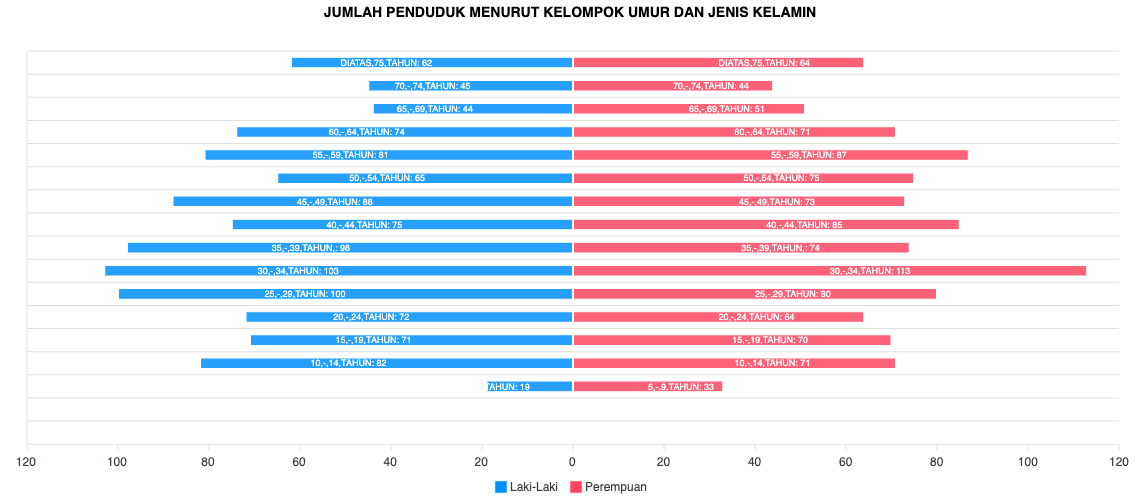 JUMLAH PENDUDUK MENURUT KELOMPOK UMUR DAN JENIS KELAMIN
DIATAS,75,TAHUN: 62 DIATAS,75,TAHUN: 64
70,-,74,TAHUN: 45 70,-,74,TAHUN: 44
65,-,69,TAHUN: 44 65,-,69,TAHUN: 51
60,-,64,TAHUN: 74 60,-,64,TAHUN: 71
55,-,59,TAHUN: 81 55,-,59,TAHUN: 87
50,-,54,TAHUN: 65 50,-,54,TAHUN: 75
45,-,49,TAHUN: 88 45,-,49,TAHUN: 73
40,-,44,TAHUN: 75 40,-,44,TAHUN: 85
35,-,39,TAHUN,: 98 35,-,39,TAHUN,: 74
30,-,34,TAHUN: 103 30,-,34,TAHUN: 113
25,-,29,TAHUN: 100 25,-,29,TAHUN: 80
20,-,24,TAHUN: 72 20,-,24,TAHUN: 64
15,-,19,TAHUN: 71 15,-,19,TAHUN: 70
10,-,14,TAHUN: 82 10,-,14,TAHUN: 71
AHUN: 19 5,-,9,TAHUN: 33
120 100 80 60 40 20 0 20 40 60 80 100 120
Laki-Laki Perempuan